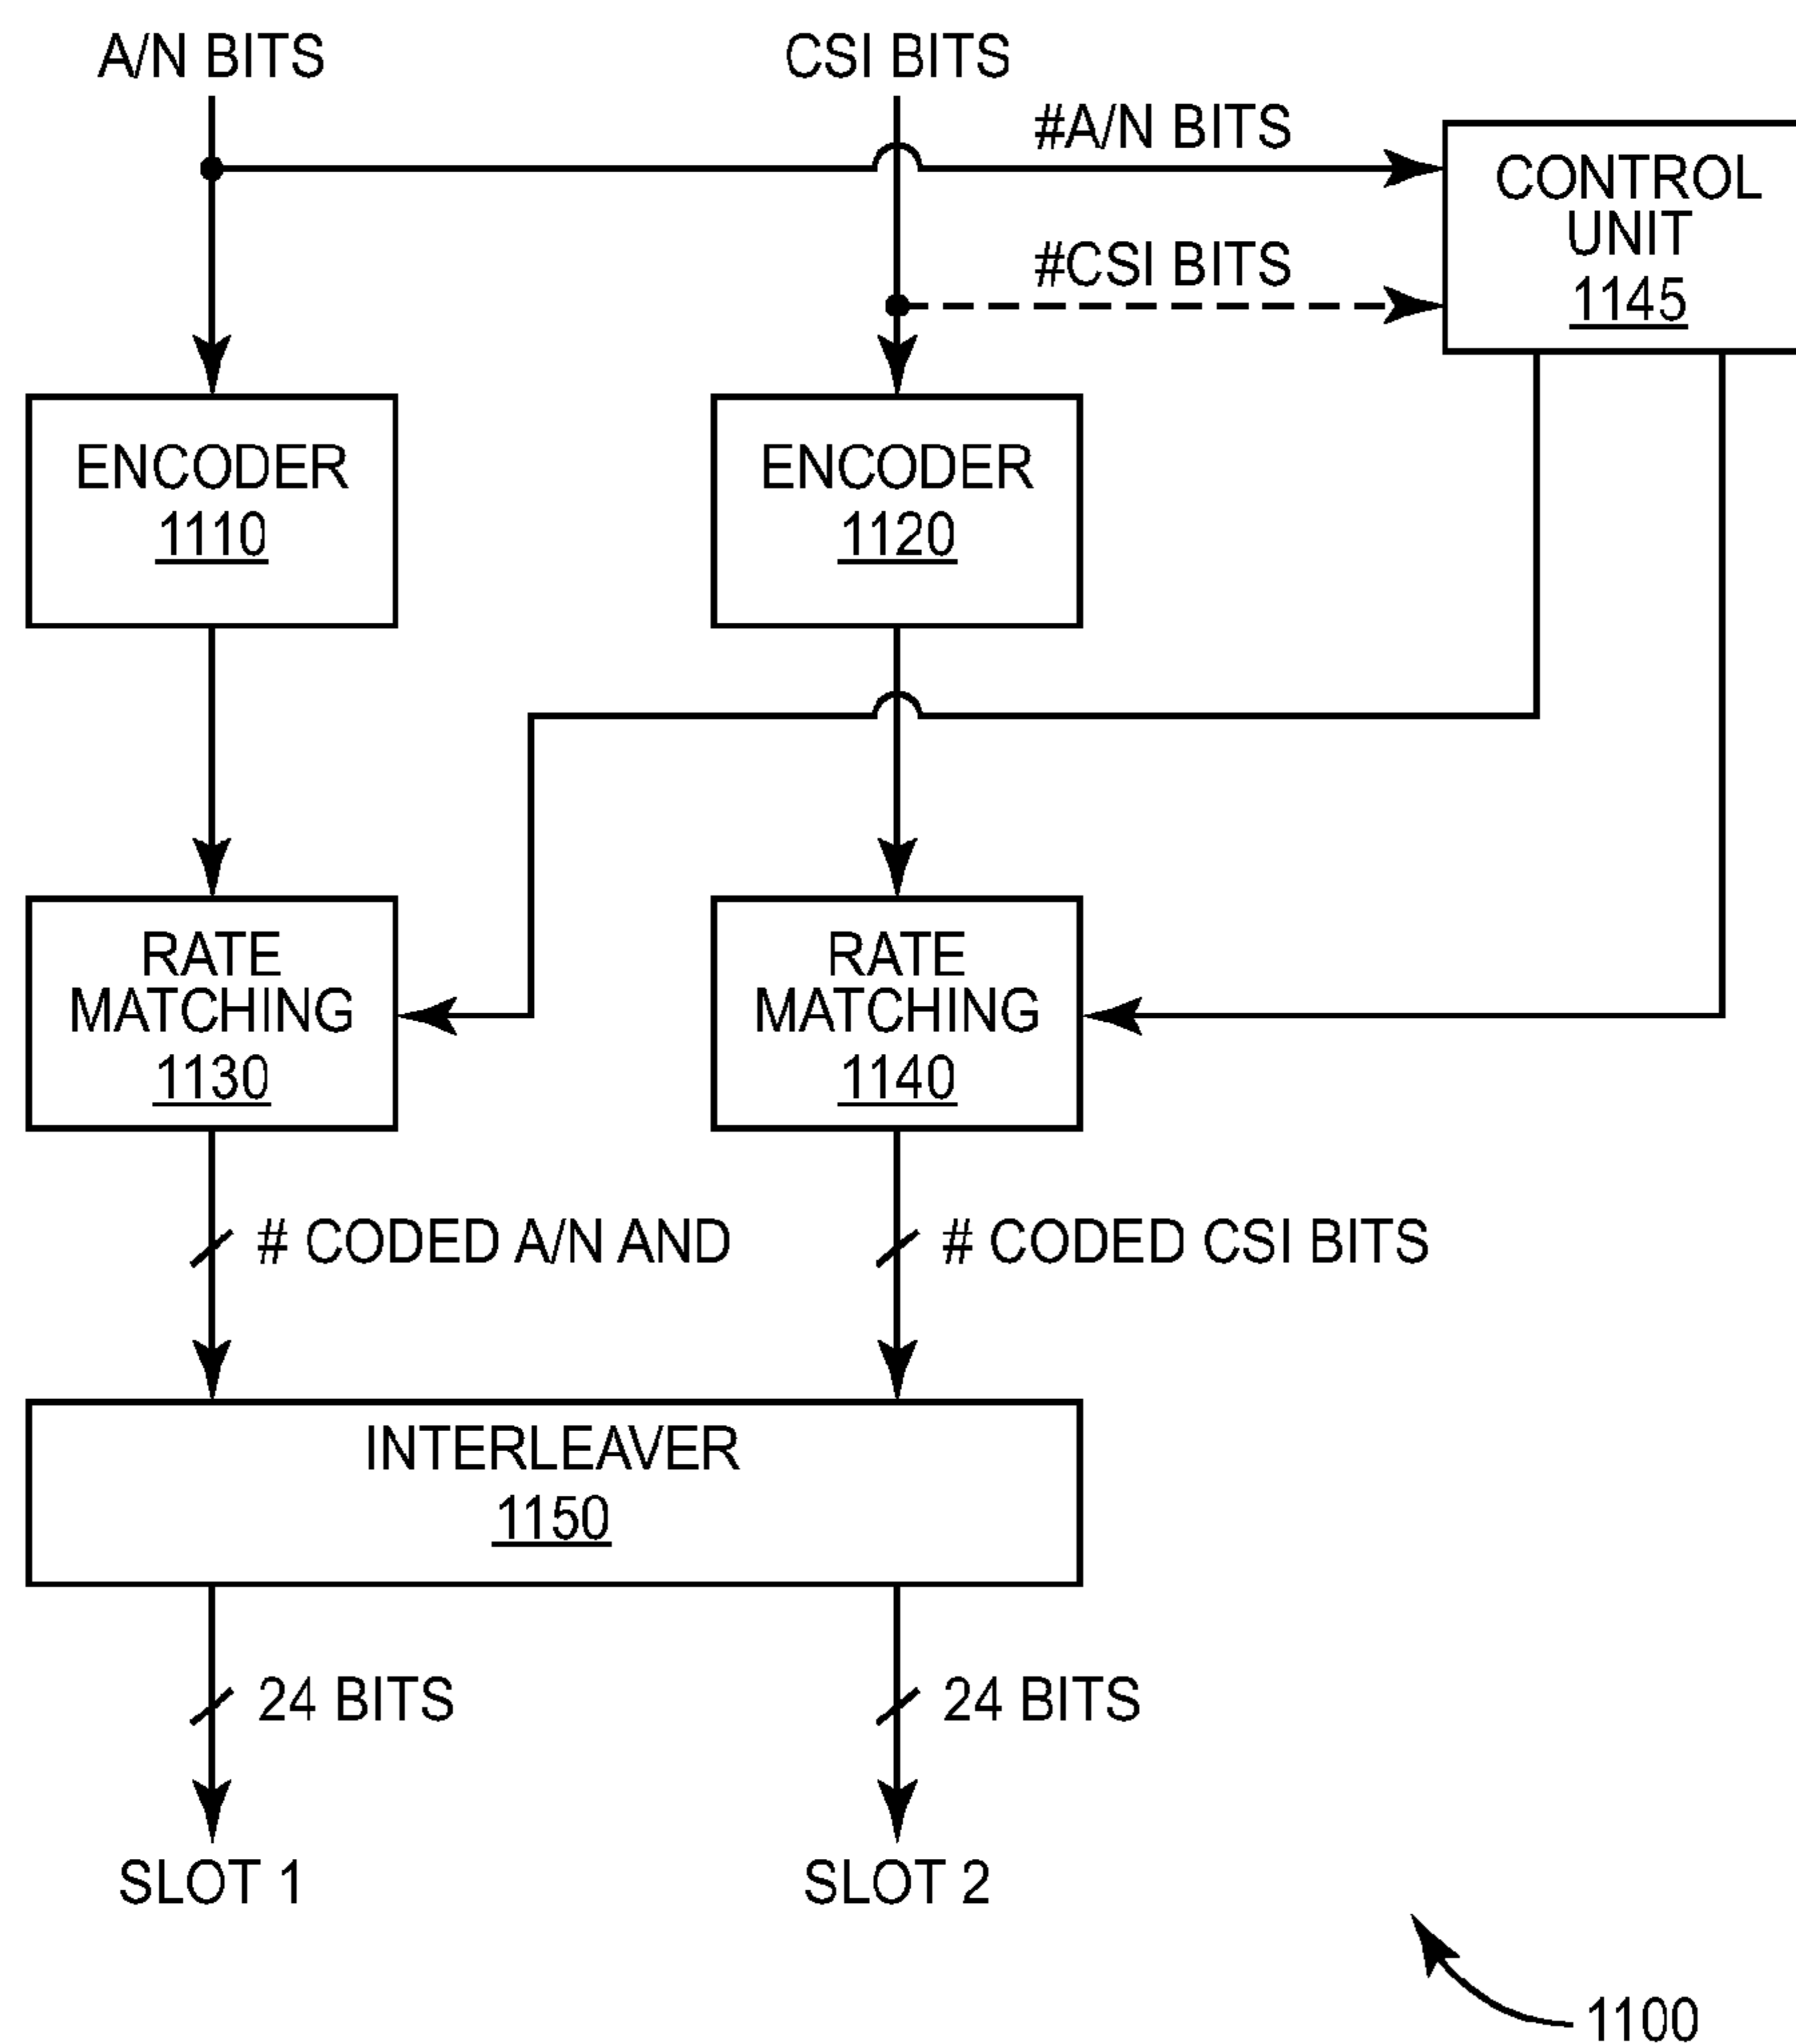 A/N BITS
CSI BITS
#A/N BITS
CONTROL
UNIT
1145
#CSI BITS
ENCODER
1110
ENCODER
1120
RATE
MATCHING
1130
RATE
MATCHING
1140
# CODED A/N AND
# CODED CSI BITS
INTERLEAVER
1150
24 BITS
24 BITS
SLOT 1
SLOT 2
1100